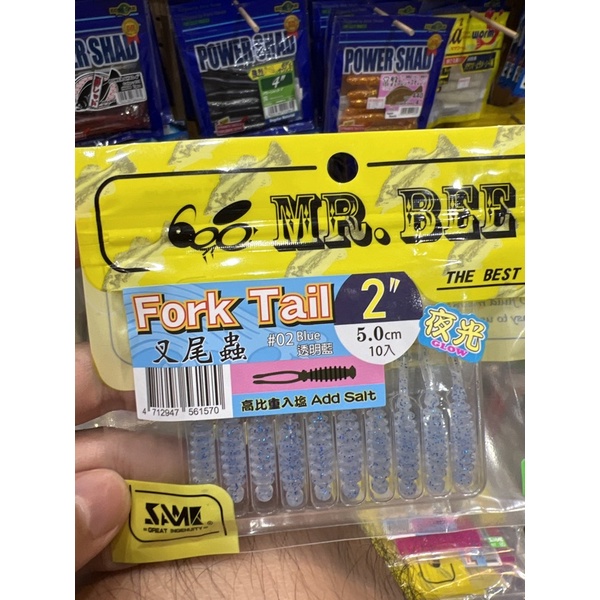 POWER SHAD
POWER SHAD
4"
POWER SHAD
worm
MR. BEE
THE BEST
Fork Tail
2"
#02 Blue
叉尾蟲
透明藍
5.0cm
10入
夜光
GLOW
高比重入塩 Add Salt
4 712947 561570
SAME
GREAT INGENUITY